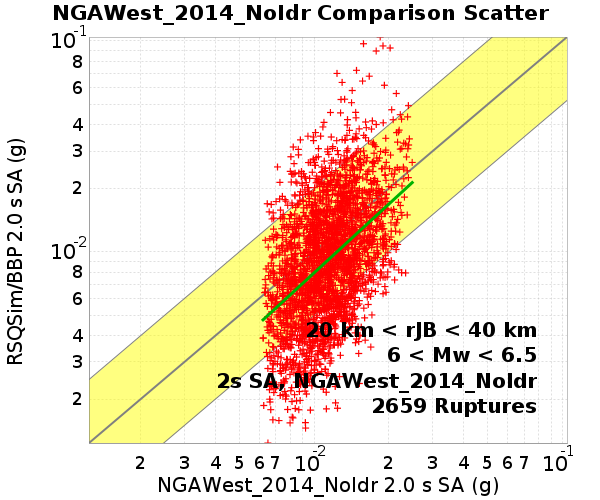 NGAWest_2014_NoIdr Comparison Scatter
RSQSim/BBP 2.0 s SA (g)
10-1
8
6
4
3
2
10-2
8
6
4
3
2
20 km < rJB < 40 km
6 < Mw < 6.5
2s SA, NGAWest_2014_NoIdr
2659 Ruptures
2 3 4 5 6 7 10-2 2 3 4 5 6 7 10-1
NGAWest_2014_NoIdr 2.0 s SA (g)